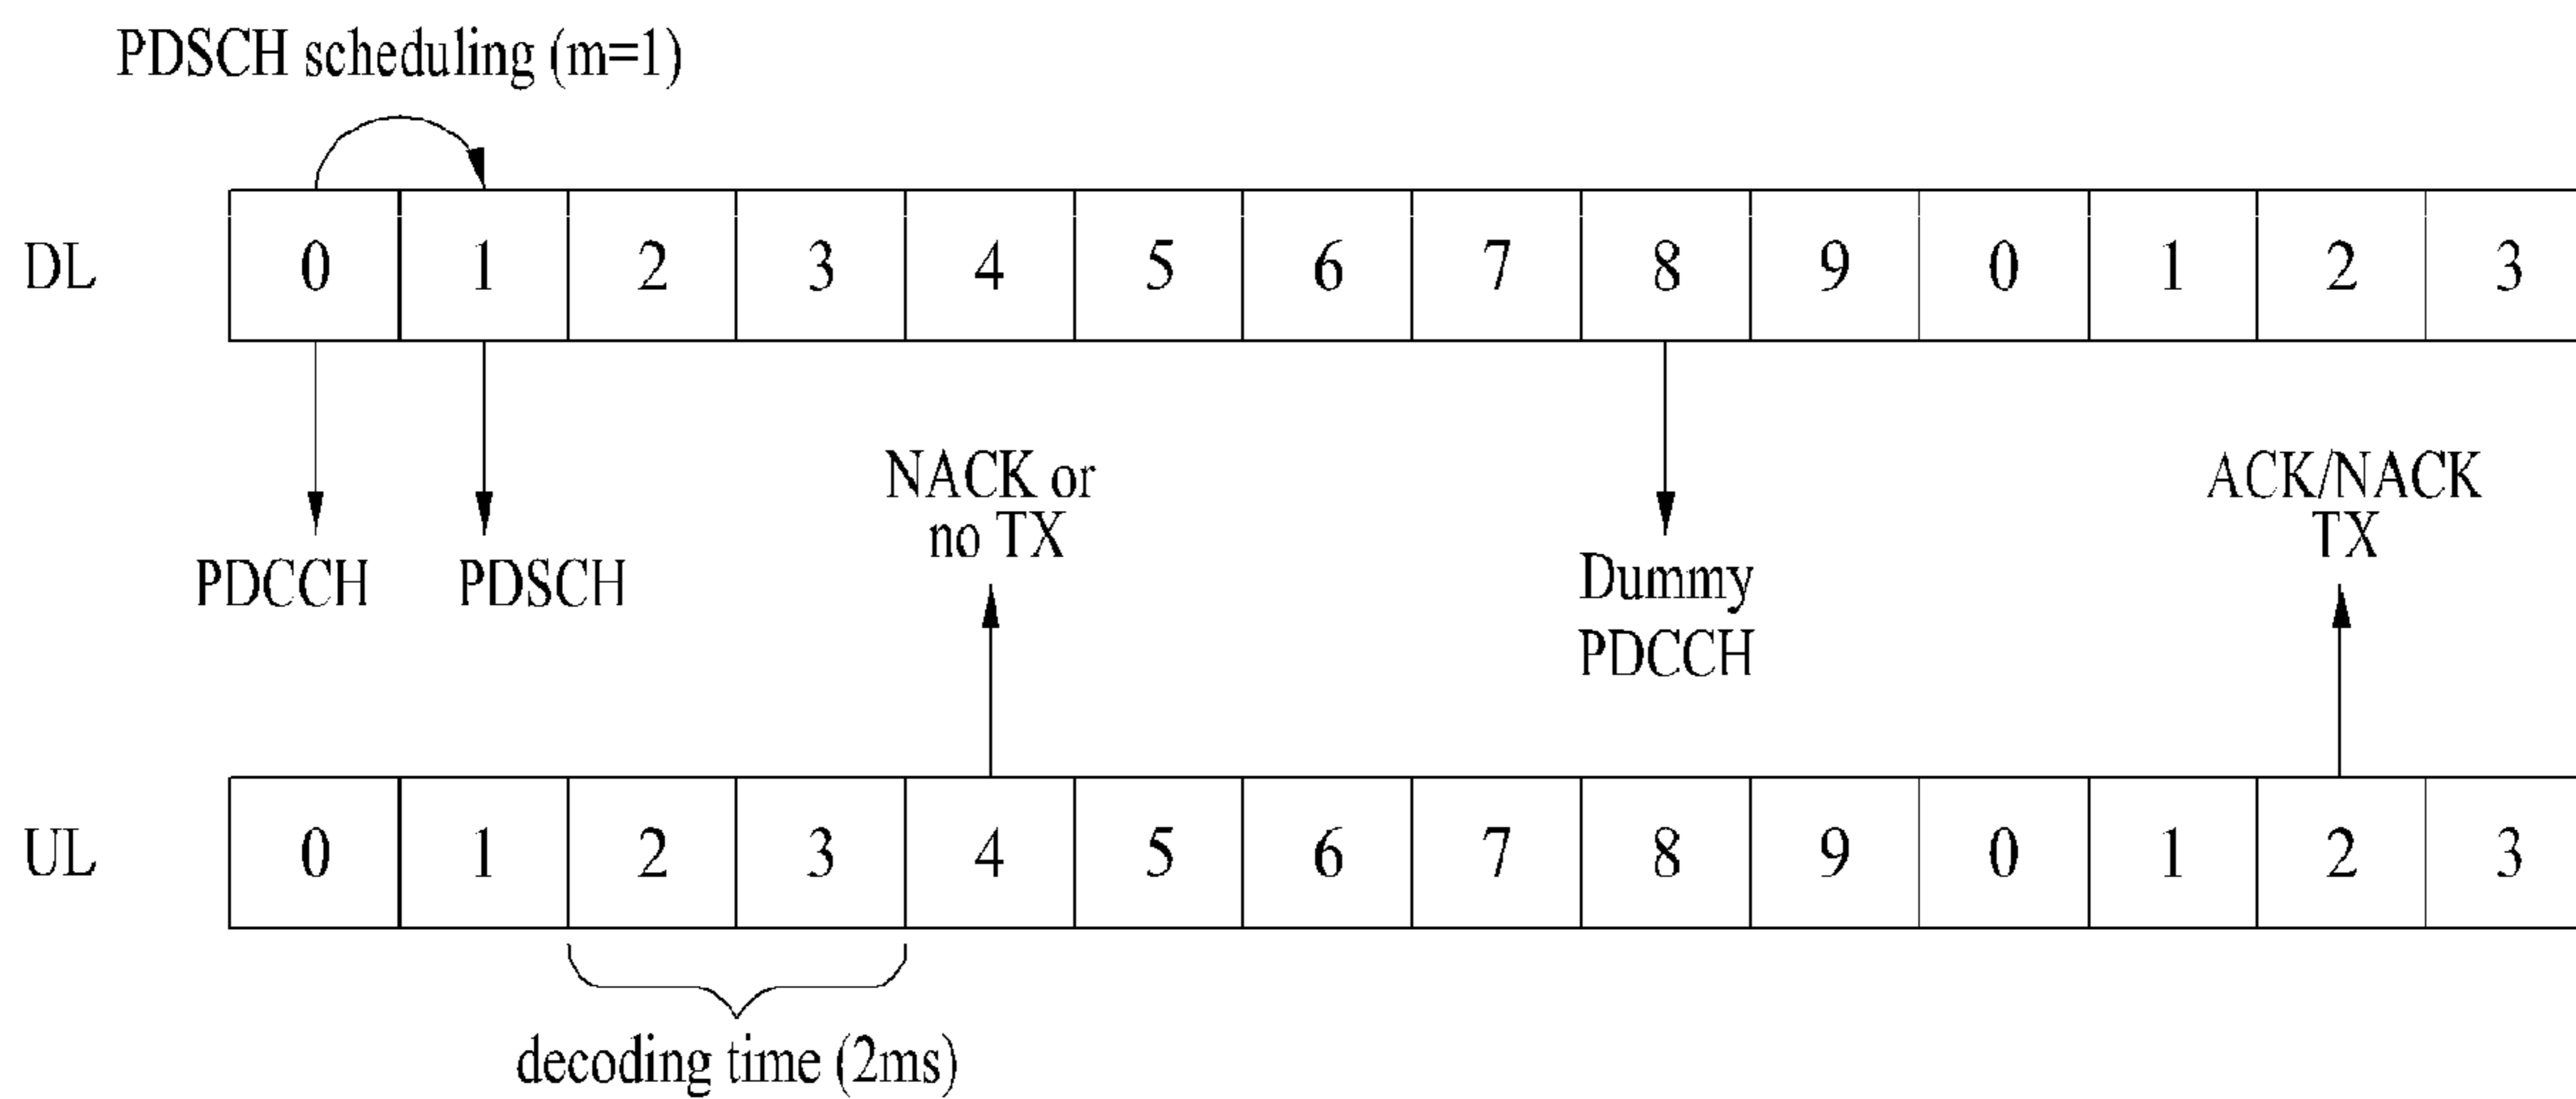 PDSCH scheduling (m=1)
DL 0 1 2 3 4 5 6 7 8 9 0 1 2 3
NACK or
no TX
ACK/NACK
TX
PDCCH PDSCH
Dummy
PDCCH
UL 0 1 2 3 4 5 6 7 8 9 0 1 2 3
decoding time (2ms)